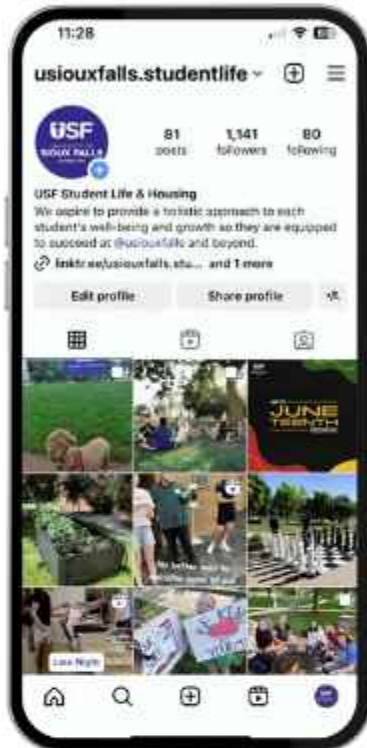 11:28
usiouxfalls.studentlife
USF
SIOUX FALLS
81 1,141 80
posts followers following
USF Student Life & Housing
We aspire to provide a holistic approach to each
student's well-being and growth so they are equipped
to succeed at @usiouxfalls and beyond.
linktr.ee/usiouxfalls.stu... and 1 more
Edit profile Share profile
JUNE
TEENTH
Late Night